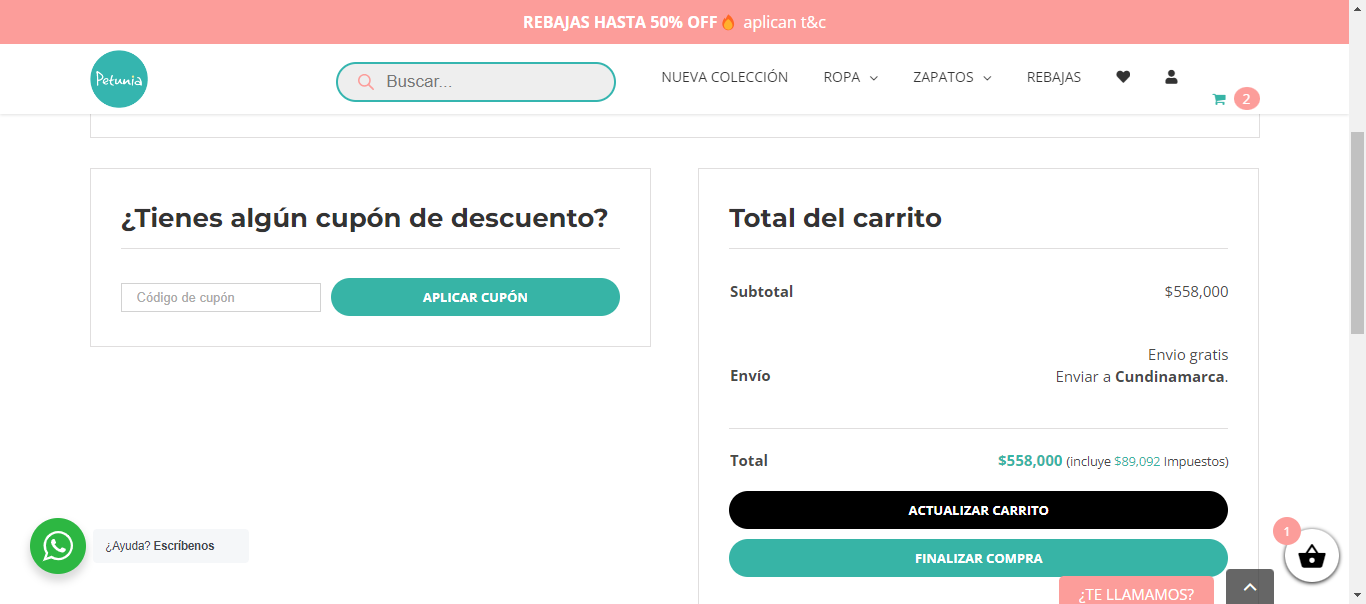 REBAJAS HASTA 50% OFF🔥 aplican t&c
Petunia
Buscar...
NUEVA COLECCIÓN
ROPA
ZAPATOS
REBAJAS
2
¿Tienes algún cupón de descuento?
Código de cupón
APLICAR CUPÓN
Total del carrito
Subtotal
$558,000
Envio gratis
Envío
Enviar a Cundinamarca.
Total
$558,000 (incluye $89,092 Impuestos)
ACTUALIZAR CARRITO
FINALIZAR COMPRA
¿Ayuda? Escríbenos
1
¿TE LLAMAMOS?